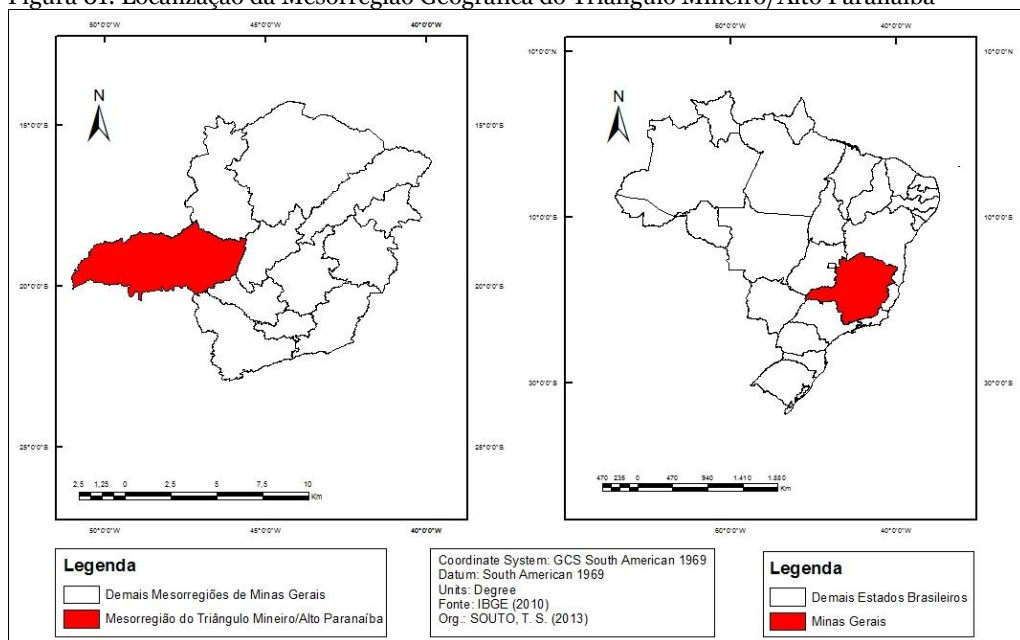 Figura 01: Localização da Mesorregião Geográfica do Triângulo Mineiro/Alto Paranaíba
50°0'0"W 45°0'0"W 40°0'0"W
N
15°0'0"S 15°0'0"S
20°0'0"S 20°0'0"S
25°0'0"S 25°0'0"S
2,5 1,25 0 2,5 5 7,5 10
Km
50°0'0"W 45°0'0"W 40°0'0"W
60°0'0"W 40°0'0"W
10°0'0"N 10°0'0"N
N
10°0'0"S 10°0'0"S
20°0'0"S 20°0'0"S
30°0'0"S 30°0'0"S
470 235 0 470 940 1.410 1.880
Km
60°0'0"W 40°0'0"W
Legenda
Demais Mesorregiões de Minas Gerais
Mesorregião do Triângulo Mineiro/Alto Paranaíba
Coordinate System: GCS South American 1969
Datum: South American 1969
Units: Degree
Fonte: IBGE (2010)
Org.: SOUTO, T. S. (2013)
Legenda
Demais Estados Brasileiros
Minas Gerais